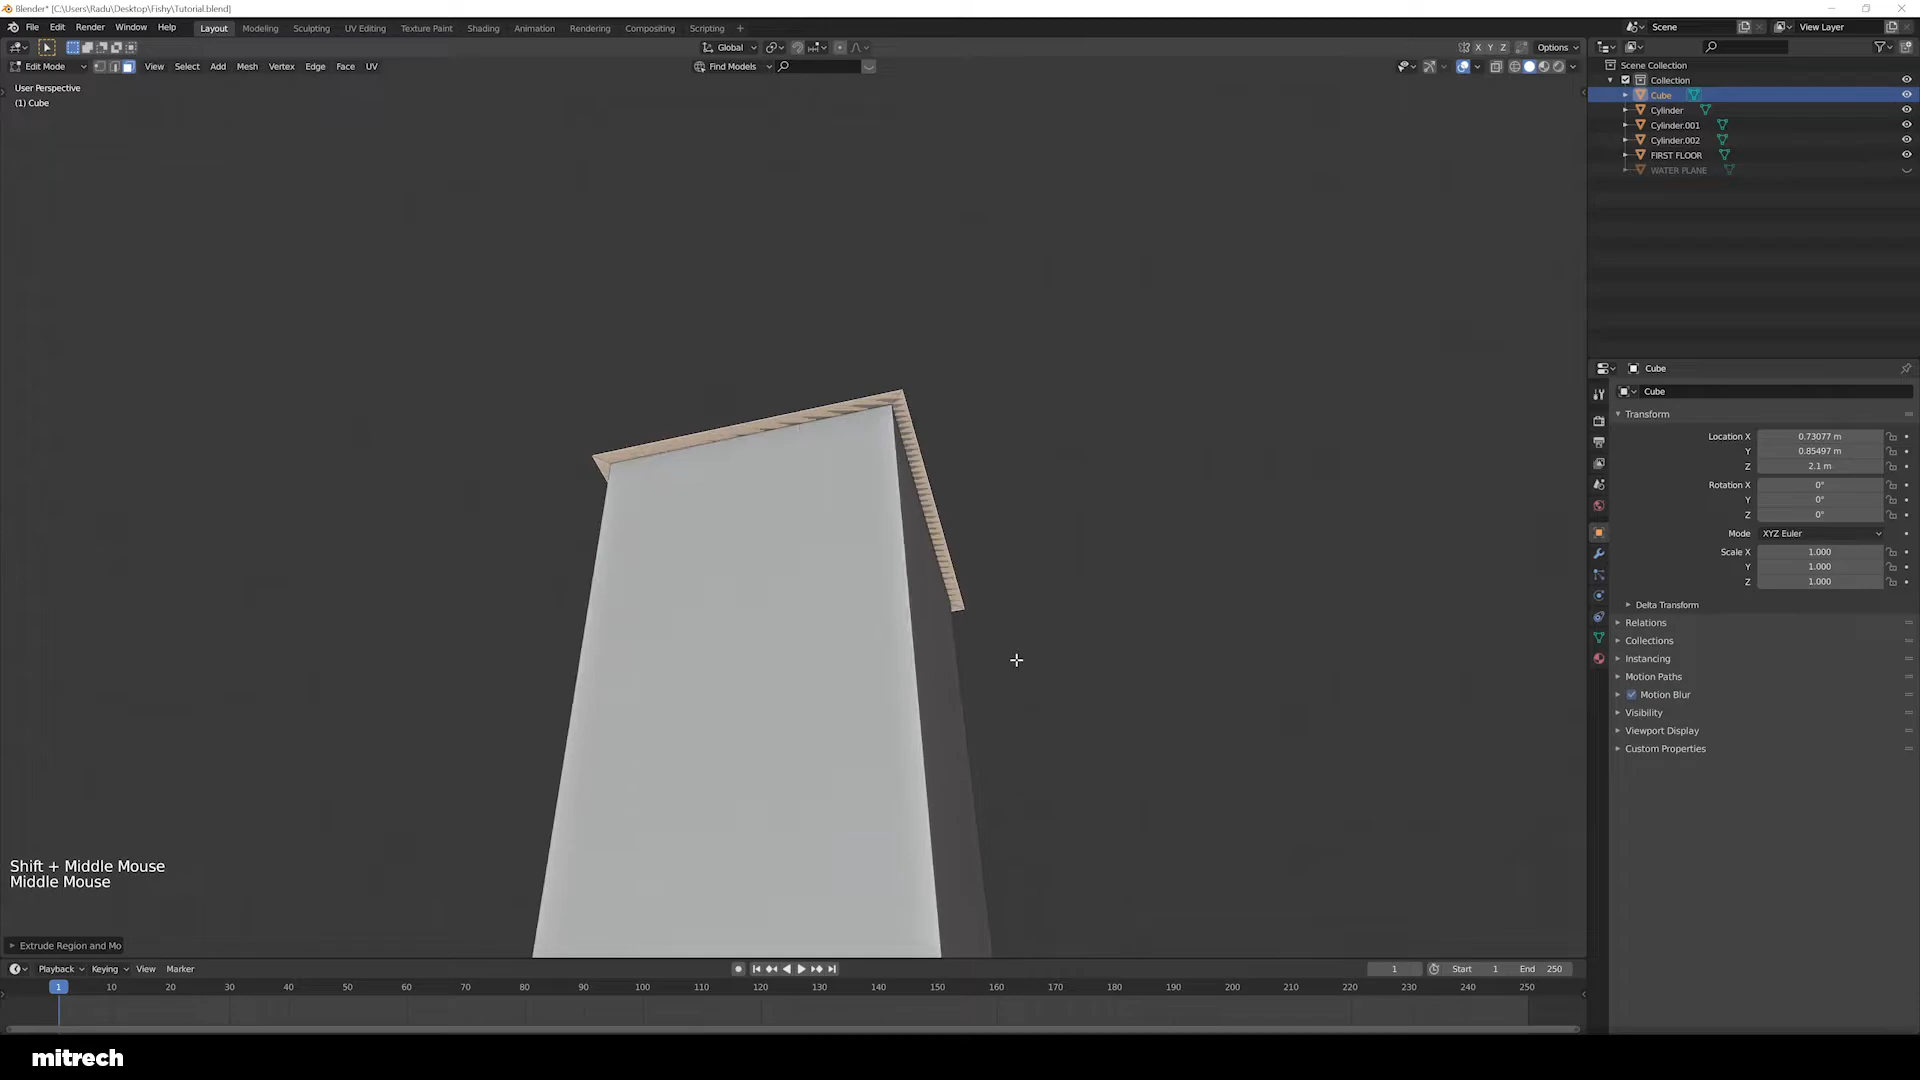 Blender* [C:\Users\Radu\Desktop\Fishy\Tutorial.blend]
File Edit Render Window Help Layout Modeling Sculpting UV Editing Texture Paint Shading Animation Rendering Compositing Scripting + Scene View Layer
Global X Y Z Options
Edit Mode View Select Add Mesh Vertex Edge Face UV Find Models
User Perspective
(1) Cube
Scene Collection
Collection
Cube
Cylinder
Cylinder.001
Cylinder.002
FIRST FLOOR
WATER PLANE
Cube
Cube
Transform
Location X 0.73077 m
Y 0.85497 m
Z 2.1 m
Rotation X 0°
Y 0°
Z 0°
Mode XYZ Euler
Scale X 1.000
Y 1.000
Z 1.000
Delta Transform
Relations
Collections
Instancing
Motion Paths
Motion Blur
Visibility
Viewport Display
Custom Properties
Shift + Middle Mouse
Middle Mouse
Extrude Region and Mo
Playback Keying View Marker 1 Start 1 End 250
1 10 20 30 40 50 60 70 80 90 100 110 120 130 140 150 160 170 180 190 200 210 220 230 240 250
mitrech